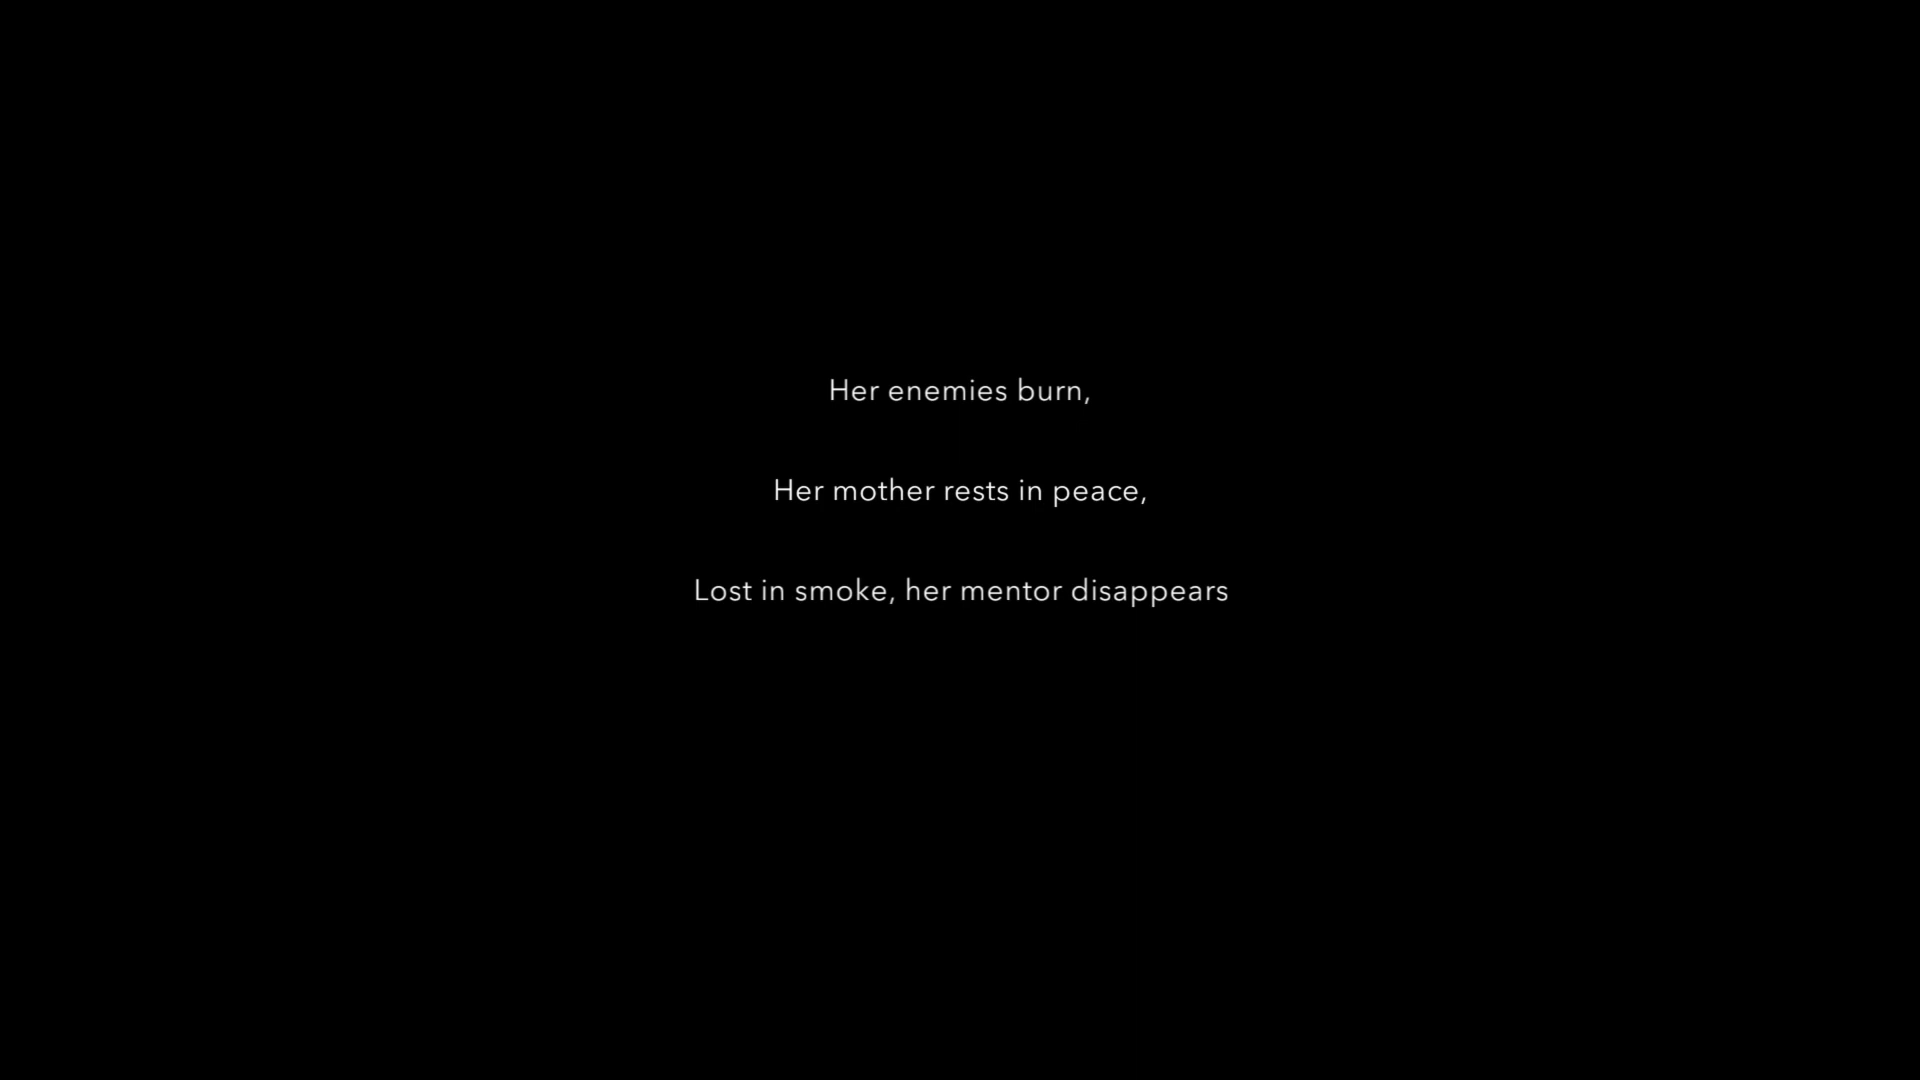 Her enemies burn,
Her mother rests in peace,
Lost in smoke, her mentor disappears